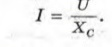 I = U / X_C.